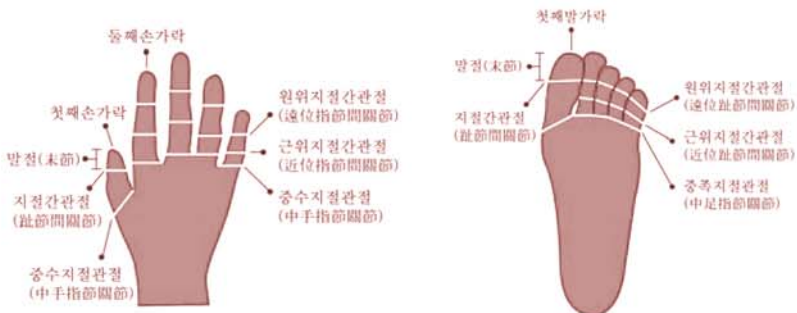 둘째손가락
첫째손가락
말절(末節)
지절간관절
(趾節間關節)
중수지절관절
(中手指節關節)
원위지절간관절
(遠位指節間關節)
근위지절간관절
(近位指節間關節)
중수지절관절
(中手指節關節)
첫째발가락
말절(末節)
지절간관절
(趾節間關節)
원위지절간관절
(遠位趾節間關節)
근위지절간관절
(近位趾節間關節)
중족지절관절
(中足指節關節)